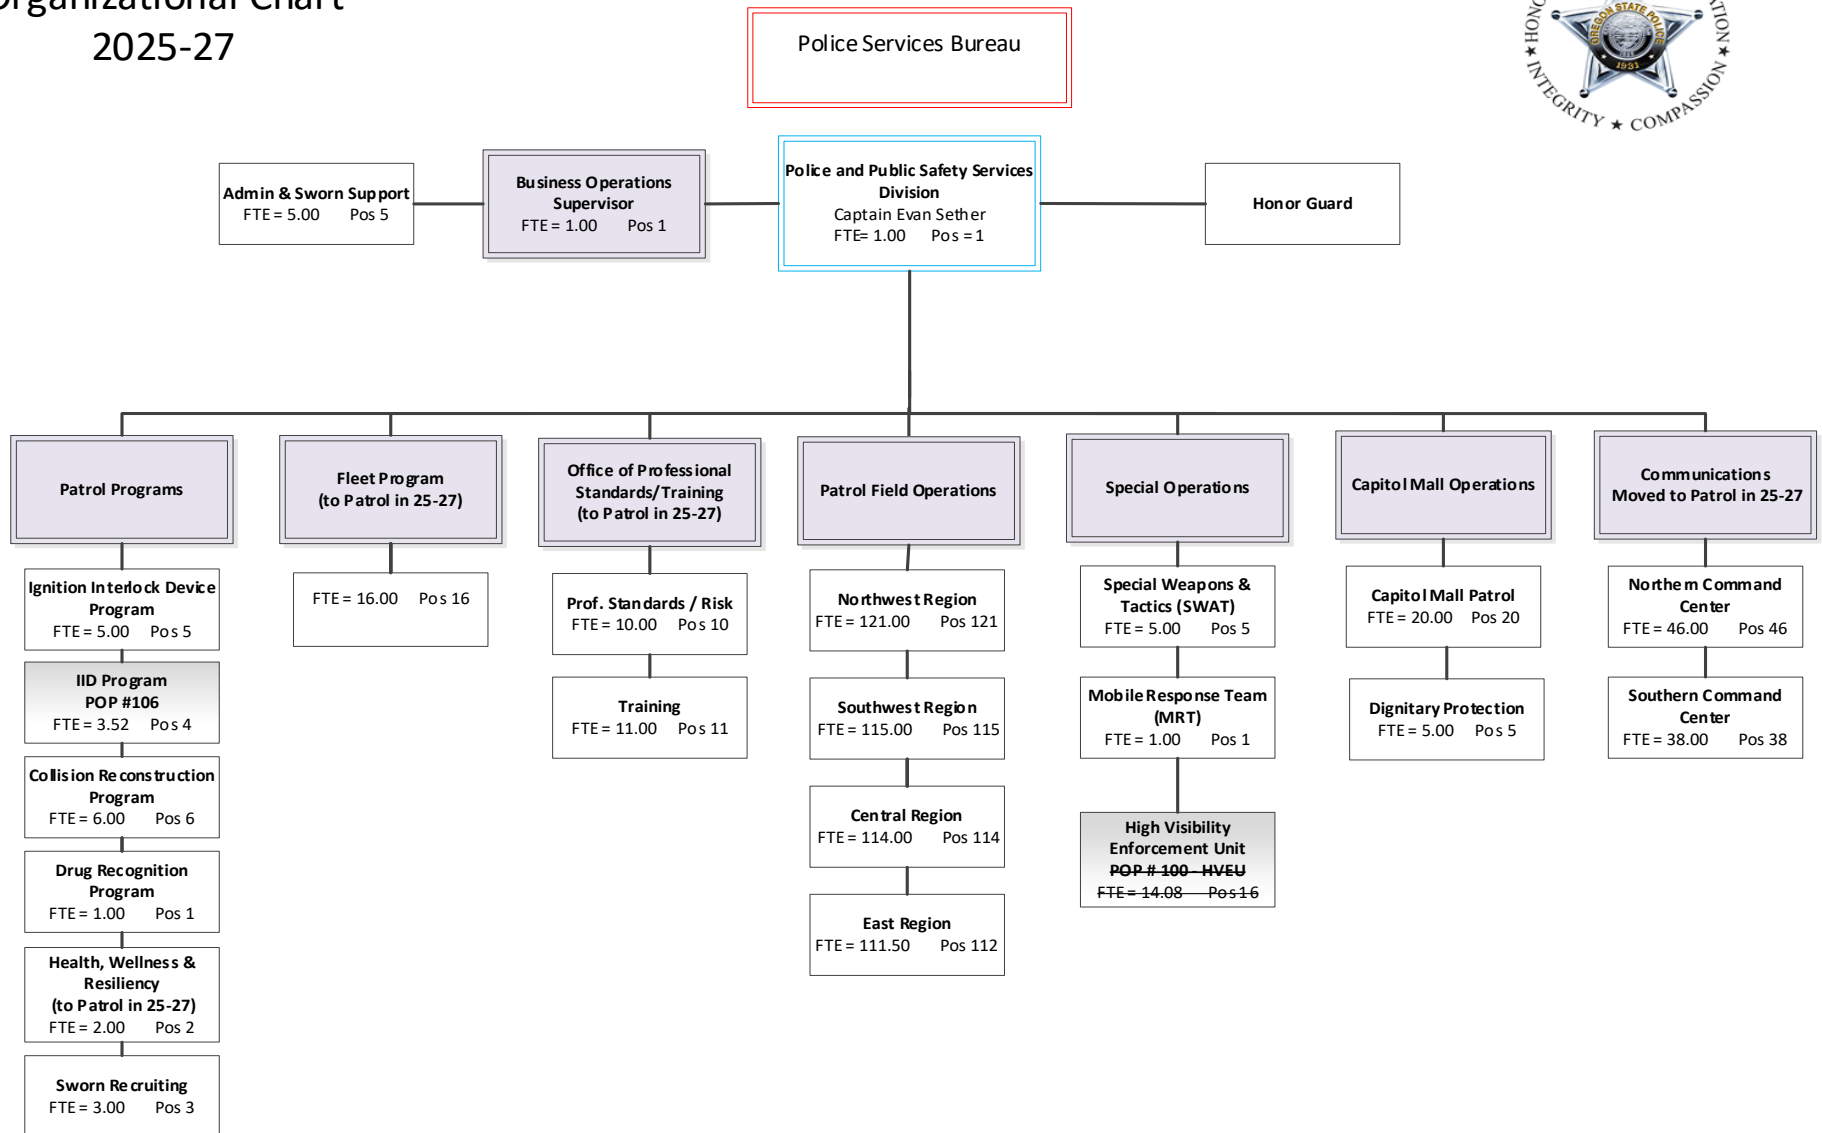 Organizational Chart
2025-27
Police Services Bureau
OREGON STATE POLICE
1931
INTEGRITY ★ COMPASSION
Admin & Sworn Support
FTE = 5.00 Pos 5
Business Operations
Supervisor
FTE = 1.00 Pos 1
Police and Public Safety Services
Division
Captain Evan Sether
FTE= 1.00 Pos = 1
Honor Guard
Patrol Programs
Ignition Interlock Device
Program
FTE = 5.00 Pos 5
IID Program
POP #106
FTE = 3.52 Pos 4
Collision Reconstruction
Program
FTE = 6.00 Pos 6
Drug Recognition
Program
FTE = 1.00 Pos 1
Health, Wellness &
Resiliency
(to Patrol in 25-27)
FTE = 2.00 Pos 2
Sworn Recruiting
FTE = 3.00 Pos 3
Fleet Program
(to Patrol in 25-27)
FTE = 16.00 Pos 16
Office of Professional
Standards/Training
(to Patrol in 25-27)
Prof. Standards / Risk
FTE = 10.00 Pos 10
Training
FTE = 11.00 Pos 11
Patrol Field Operations
Northwest Region
FTE = 121.00 Pos 121
Southwest Region
FTE = 115.00 Pos 115
Central Region
FTE = 114.00 Pos 114
East Region
FTE = 111.50 Pos 112
Special Operations
Special Weapons &
Tactics (SWAT)
FTE = 5.00 Pos 5
Mobile Response Team
(MRT)
FTE = 1.00 Pos 1
High Visibility
Enforcement Unit
POP # 100 - HVEU
FTE = 14.08 Pos 16
Capitol Mall Operations
Capitol Mall Patrol
FTE = 20.00 Pos 20
Dignitary Protection
FTE = 5.00 Pos 5
Communications
Moved to Patrol in 25-27
Northern Command
Center
FTE = 46.00 Pos 46
Southern Command
Center
FTE = 38.00 Pos 38